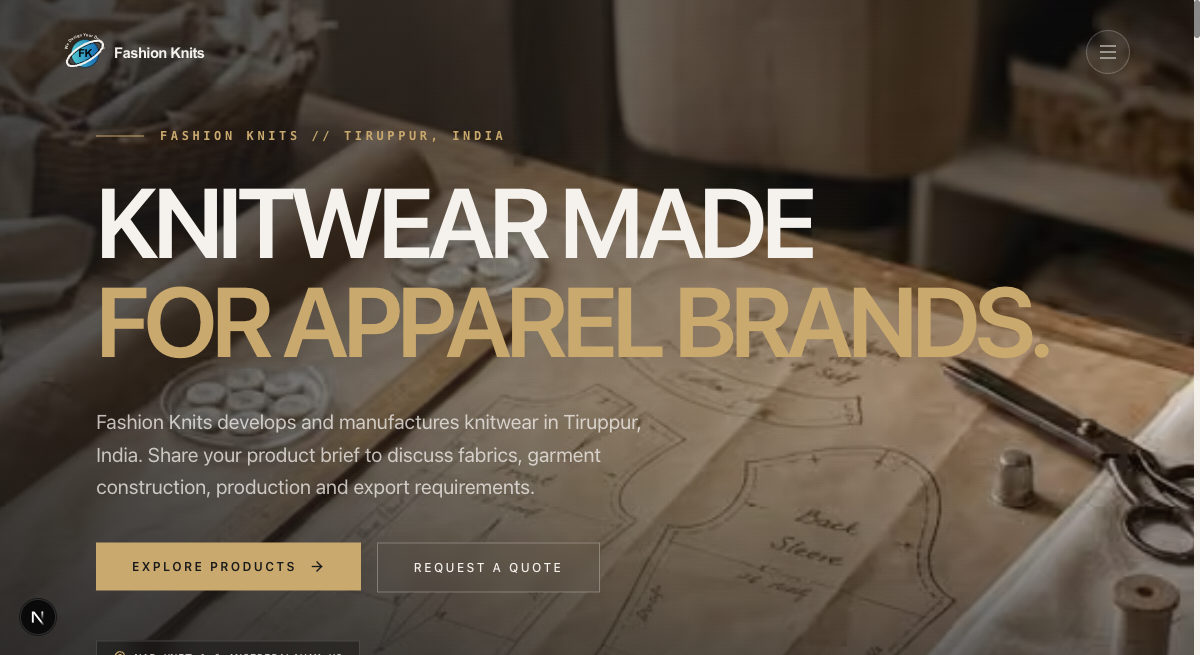 FK
Fashion Knits
FASHION KNITS // TIRUPPUR, INDIA
KNITWEAR MADE
FOR APPAREL BRANDS.
Fashion Knits develops and manufactures knitwear in Tiruppur,
India. Share your product brief to discuss fabrics, garment
construction, production and export requirements.
EXPLORE PRODUCTS →
REQUEST A QUOTE
Back
Sleeve
N